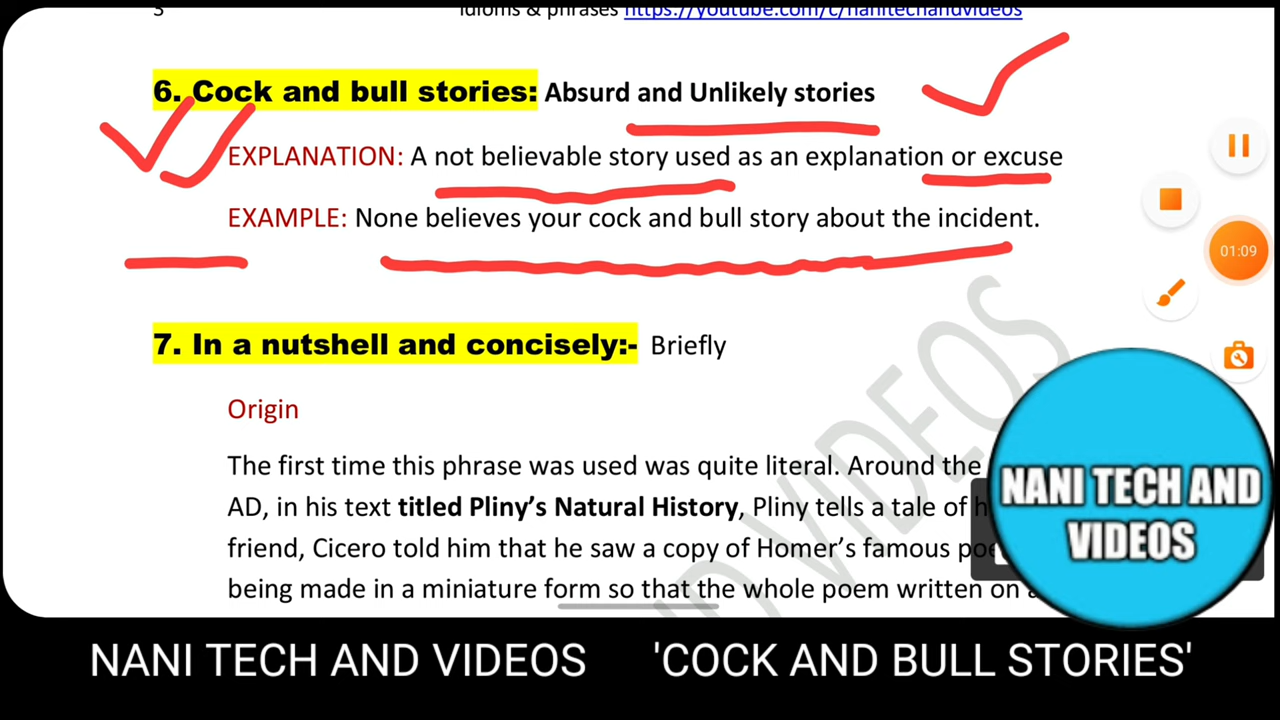 3 idioms & phrases https://youtube.com/c/nanitechandvideos
6. Cock and bull stories: Absurd and Unlikely stories
EXPLANATION: A not believable story used as an explanation or excuse
EXAMPLE: None believes your cock and bull story about the incident.
01:09
7. In a nutshell and concisely:- Briefly
Origin
The first time this phrase was used was quite literal. Around the
AD, in his text titled Pliny’s Natural History, Pliny tells a tale of
friend, Cicero told him that he saw a copy of Homer’s famous
being made in a miniature form so that the whole poem written on
VIDEOS
NANI TECH AND
VIDEOS
NANI TECH AND VIDEOS 'COCK AND BULL STORIES'